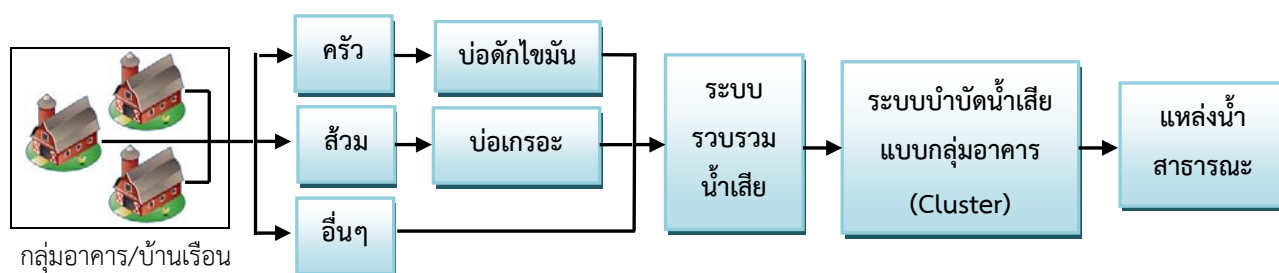 ครัว
บ่อดักไขมัน
ส้วม
บ่อเกรอะ
อื่นๆ
กลุ่มอาคาร/บ้านเรือน
ระบบ
รวบรวม
น้ำเสีย
ระบบบำบัดน้ำเสีย
แบบกลุ่มอาคาร
(Cluster)
แหล่งน้ำ
สาธารณะ